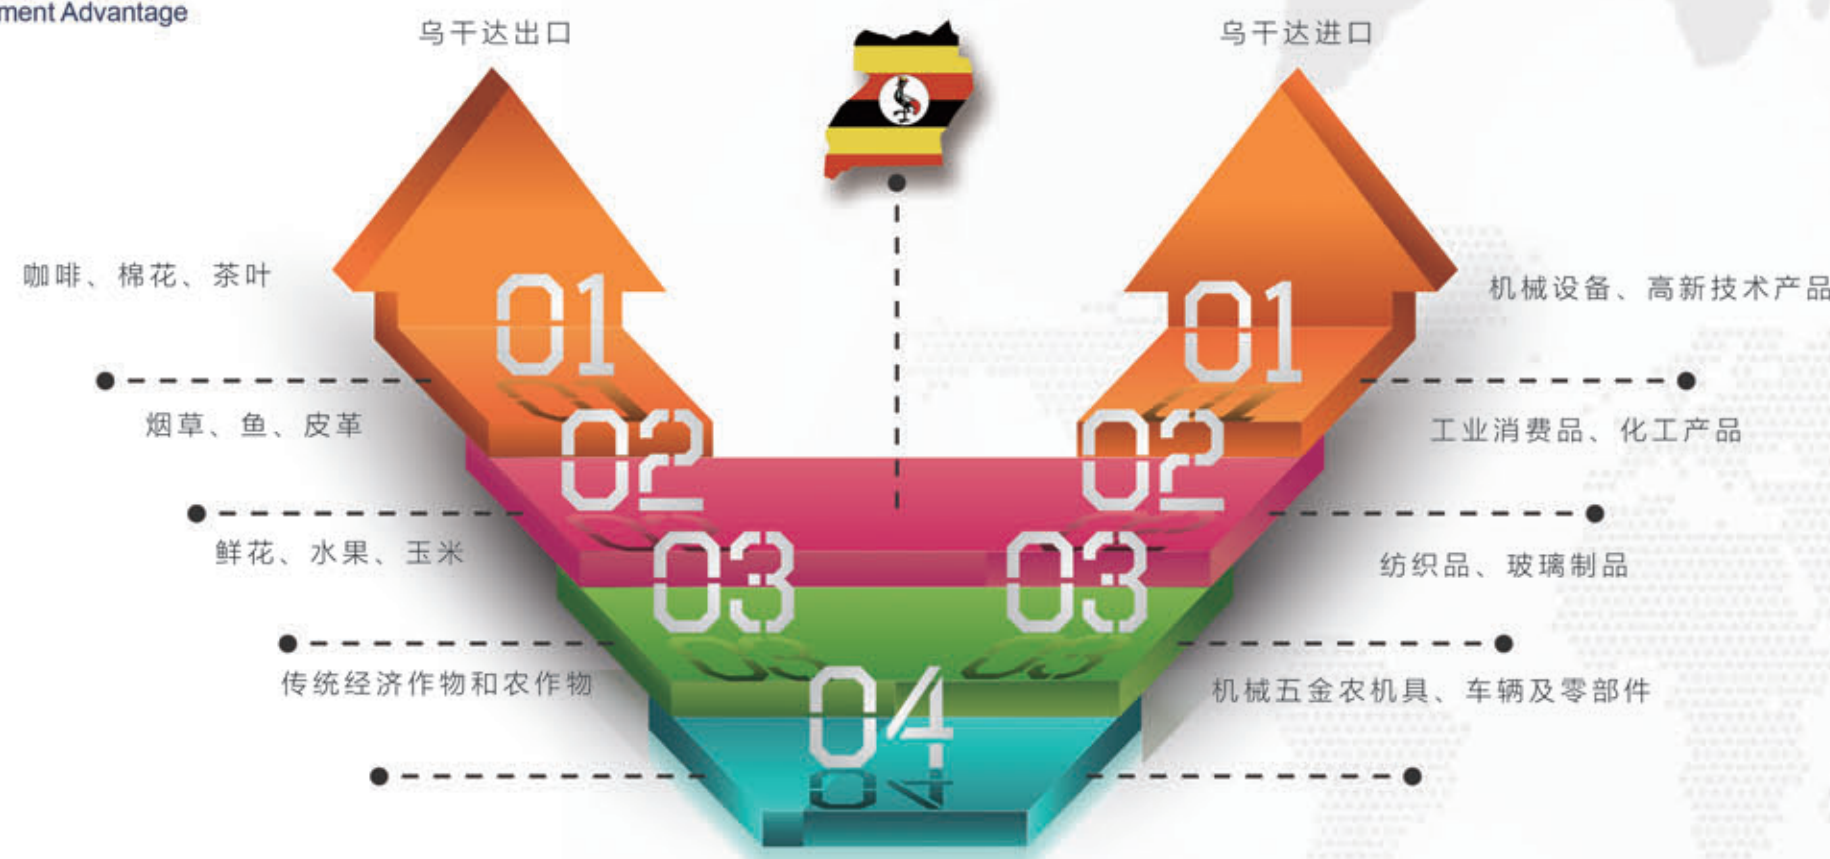 ment Advantage
乌干达出口
乌干达进口
咖啡、棉花、茶叶
01
01
机械设备、高新技术产品
烟草、鱼、皮革
02
02
工业消费品、化工产品
鲜花、水果、玉米
03
03
纺织品、玻璃制品
传统经济作物和农作物
04
机械五金农机具、车辆及零部件